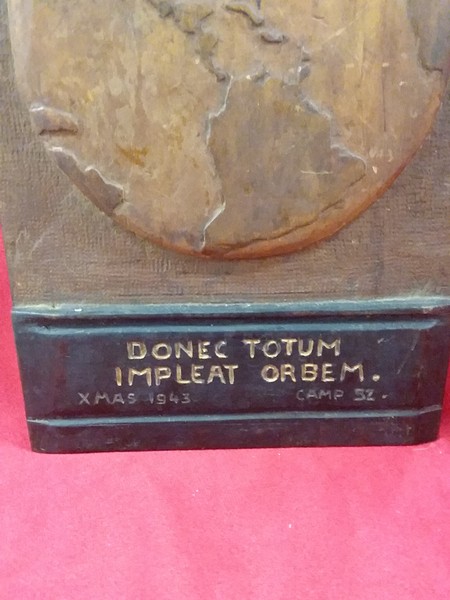 DONEC TOTUM
IMPLEAT ORBEM.
XMAS 1943. CAMP 52.